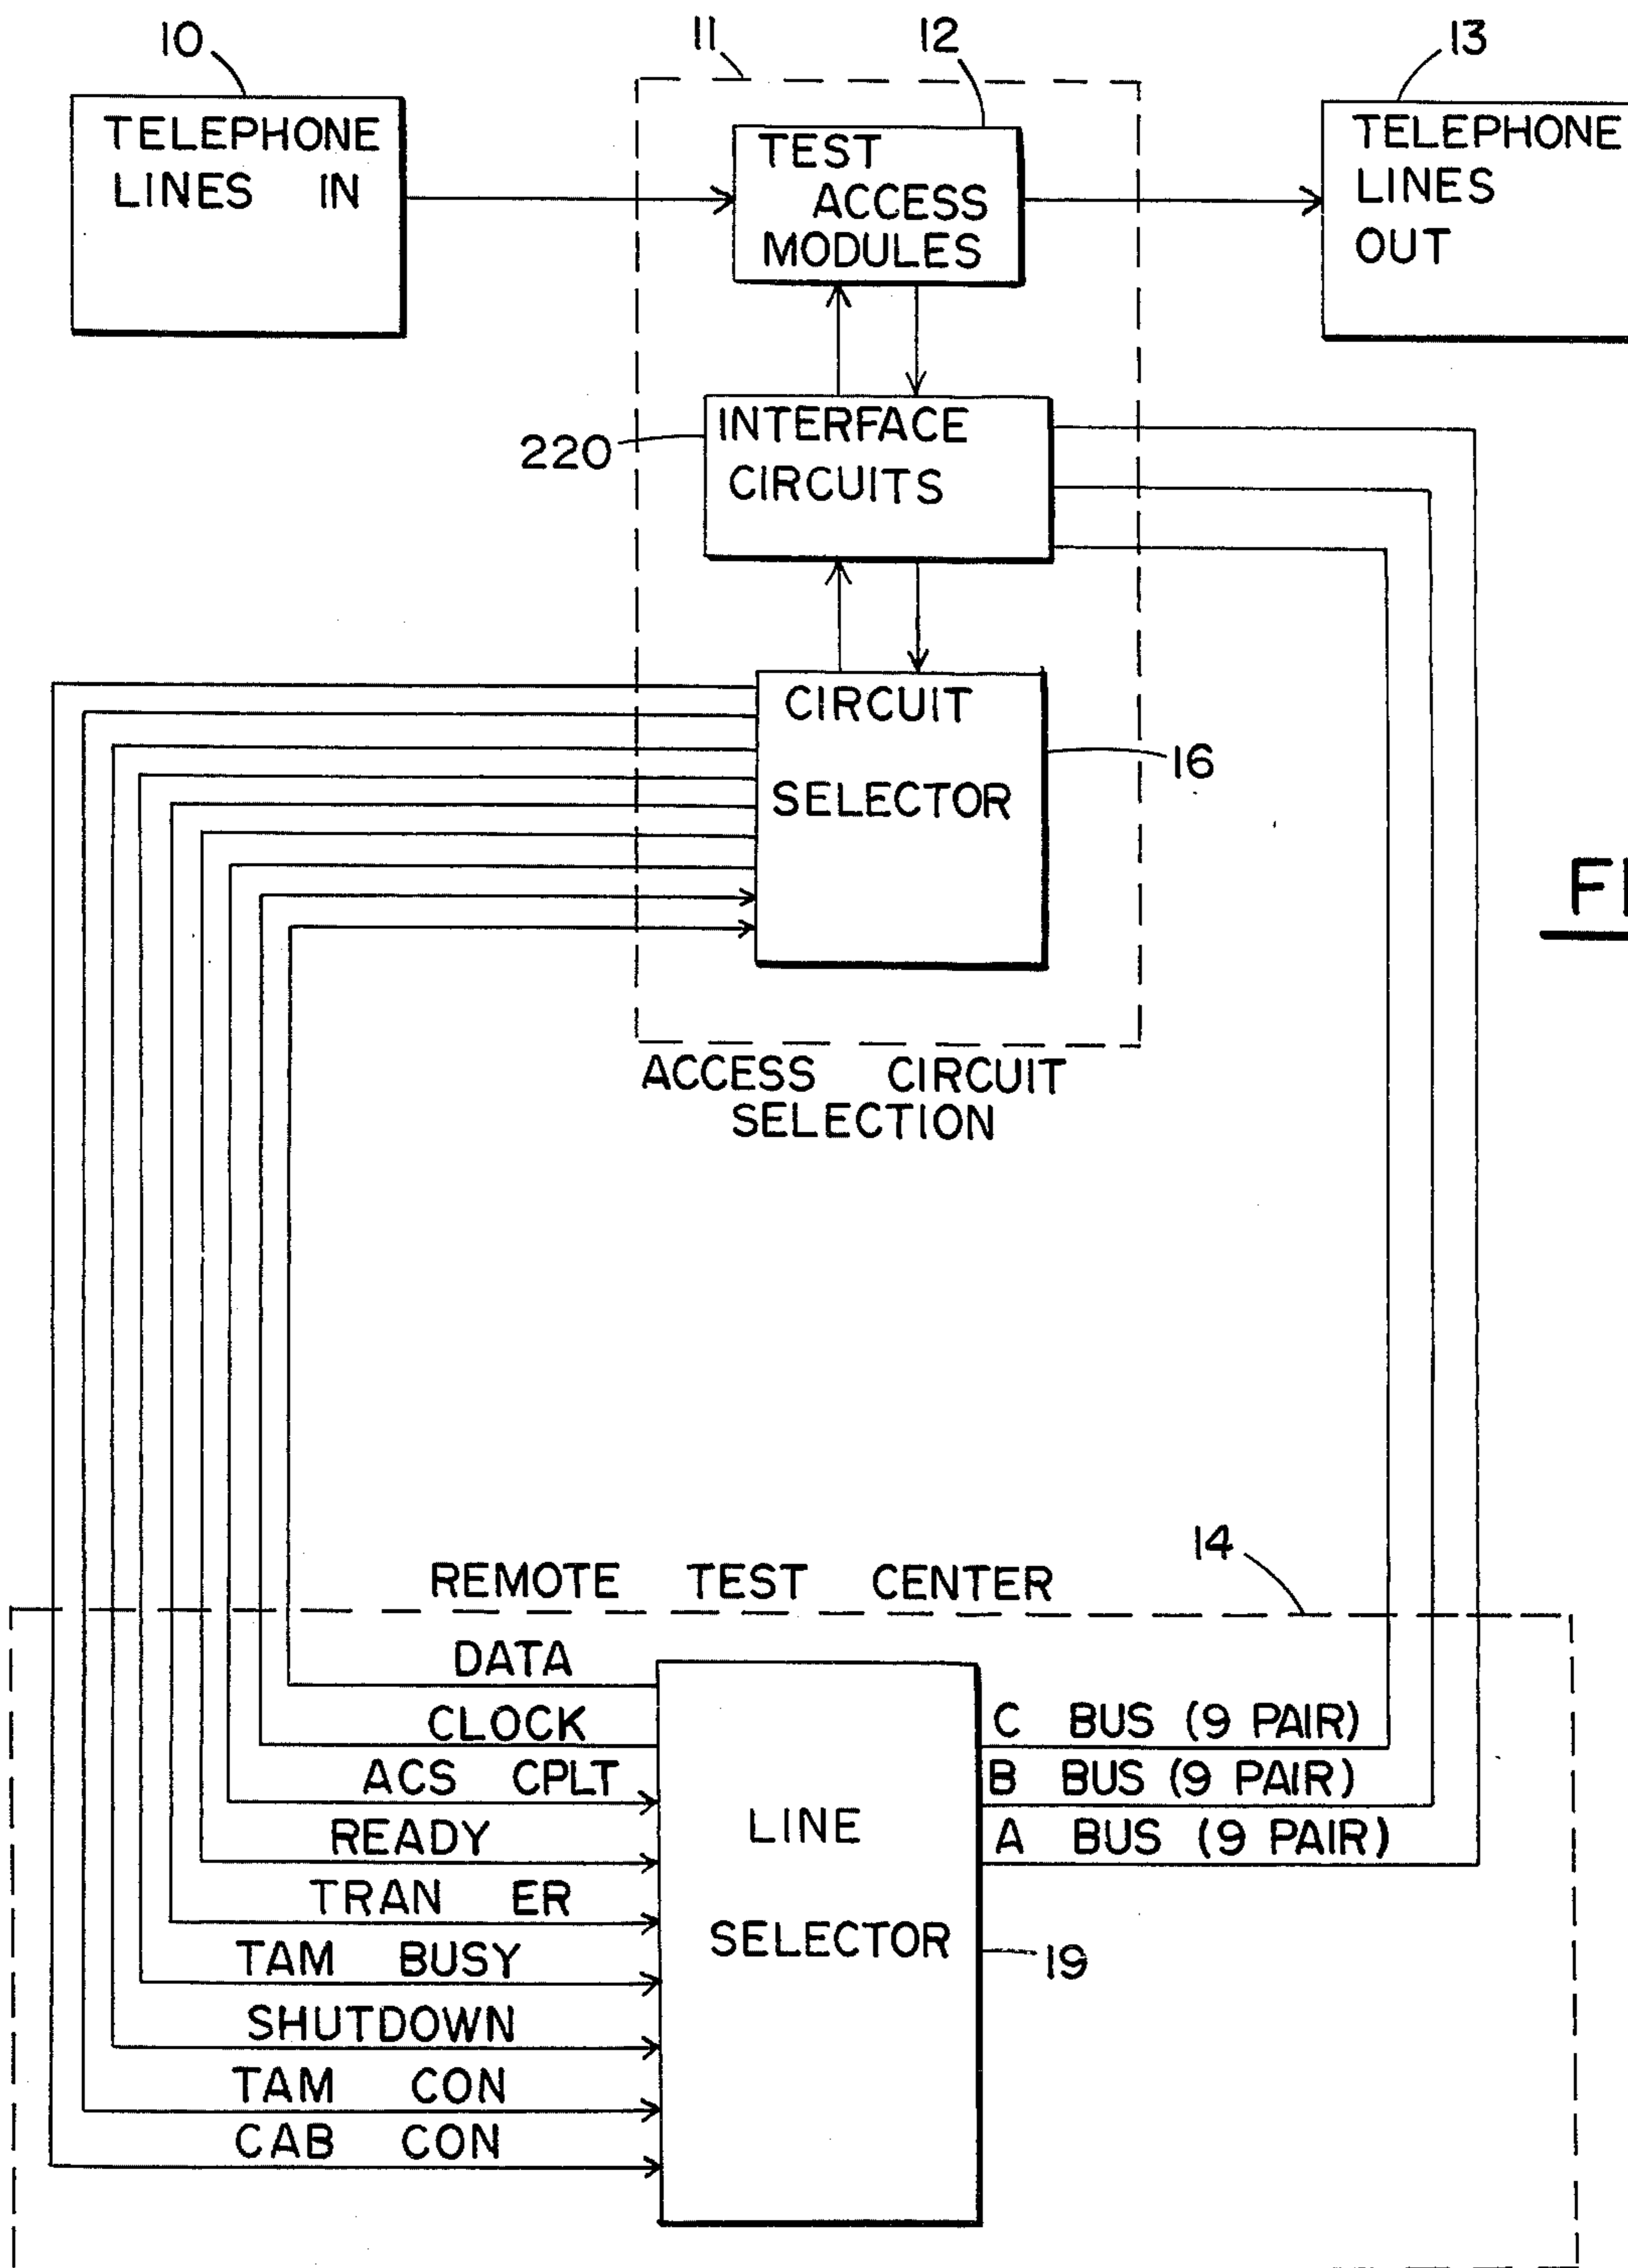 10
11
12
13
TELEPHONE
LINES IN
TEST
ACCESS
MODULES
TELEPHONE
LINES
OUT
220
INTERFACE
CIRCUITS
CIRCUIT
SELECTOR
16
ACCESS CIRCUIT
SELECTION
REMOTE TEST CENTER
14
DATA
CLOCK
ACS CPLT
READY
TRAN ER
TAM BUSY
SHUTDOWN
TAM CON
CAB CON
LINE
SELECTOR
C BUS (9 PAIR)
B BUS (9 PAIR)
A BUS (9 PAIR)
19